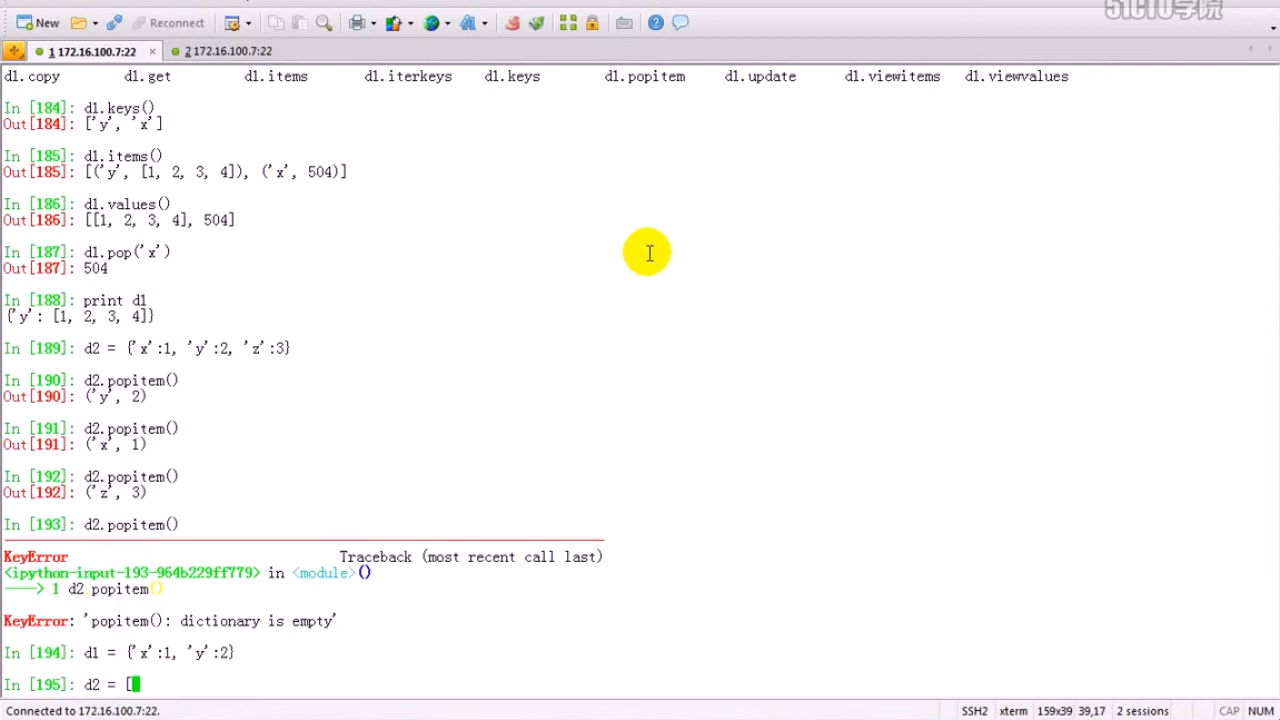 51CTO学院
New Reconnect
1 172.16.100.7:22 × 2 172.16.100.7:22
d1.copy d1.get d1.items d1.iterkeys d1.keys d1.popitem d1.update d1.viewitems d1.viewvalues
In [184]: d1.keys()
Out[184]: ['y', 'x']
In [185]: d1.items()
Out[185]: [('y', [1, 2, 3, 4]), ('x', 504)]
In [186]: d1.values()
Out[186]: [[1, 2, 3, 4], 504]
In [187]: d1.pop('x')
Out[187]: 504
In [188]: print d1
{'y': [1, 2, 3, 4]}
In [189]: d2 = {'x':1, 'y':2, 'z':3}
In [190]: d2.popitem()
Out[190]: ('y', 2)
In [191]: d2.popitem()
Out[191]: ('x', 1)
In [192]: d2.popitem()
Out[192]: ('z', 3)
In [193]: d2.popitem()
KeyError Traceback (most recent call last)
<ipython-input-193-964b229ff779> in <module>()
----> 1 d2.popitem()
KeyError: 'popitem(): dictionary is empty'
In [194]: d1 = {'x':1, 'y':2}
In [195]: d2 = [
Connected to 172.16.100.7:22. SSH2 xterm 159x39 39,17 2 sessions CAP NUM